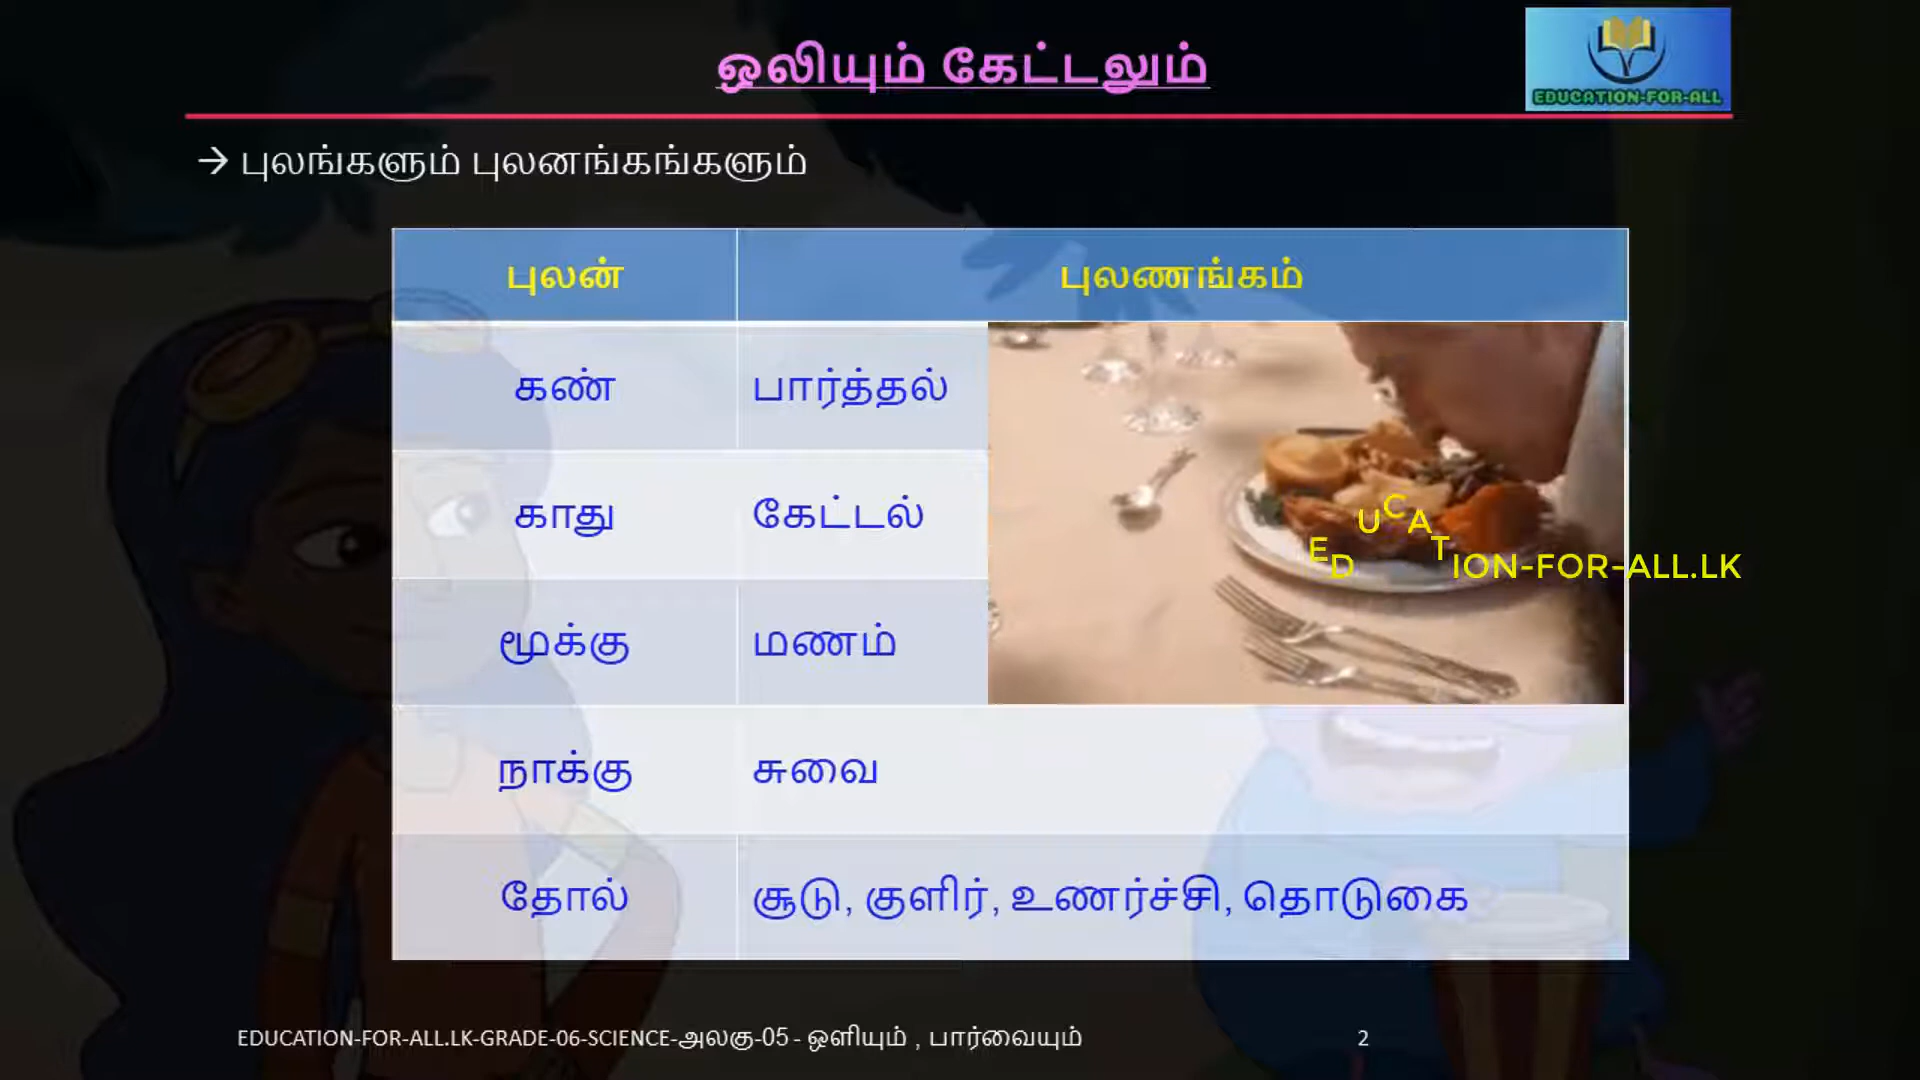 ஒலியும் கேட்டலும்
EDUCATION-FOR-ALL
→ புலங்களும் புலனங்கங்களும்
புலன் புலணங்கம்
கண் பார்த்தல்
காது கேட்டல்
EDUCATION-FOR-ALL.LK
மூக்கு மணம்
நாக்கு சுவை
தோல் சூடு, குளிர், உணர்ச்சி, தொடுகை
EDUCATION-FOR-ALL.LK-GRADE-06-SCIENCE-அலகு-05 - ஒளியும் , பார்வையும் 2